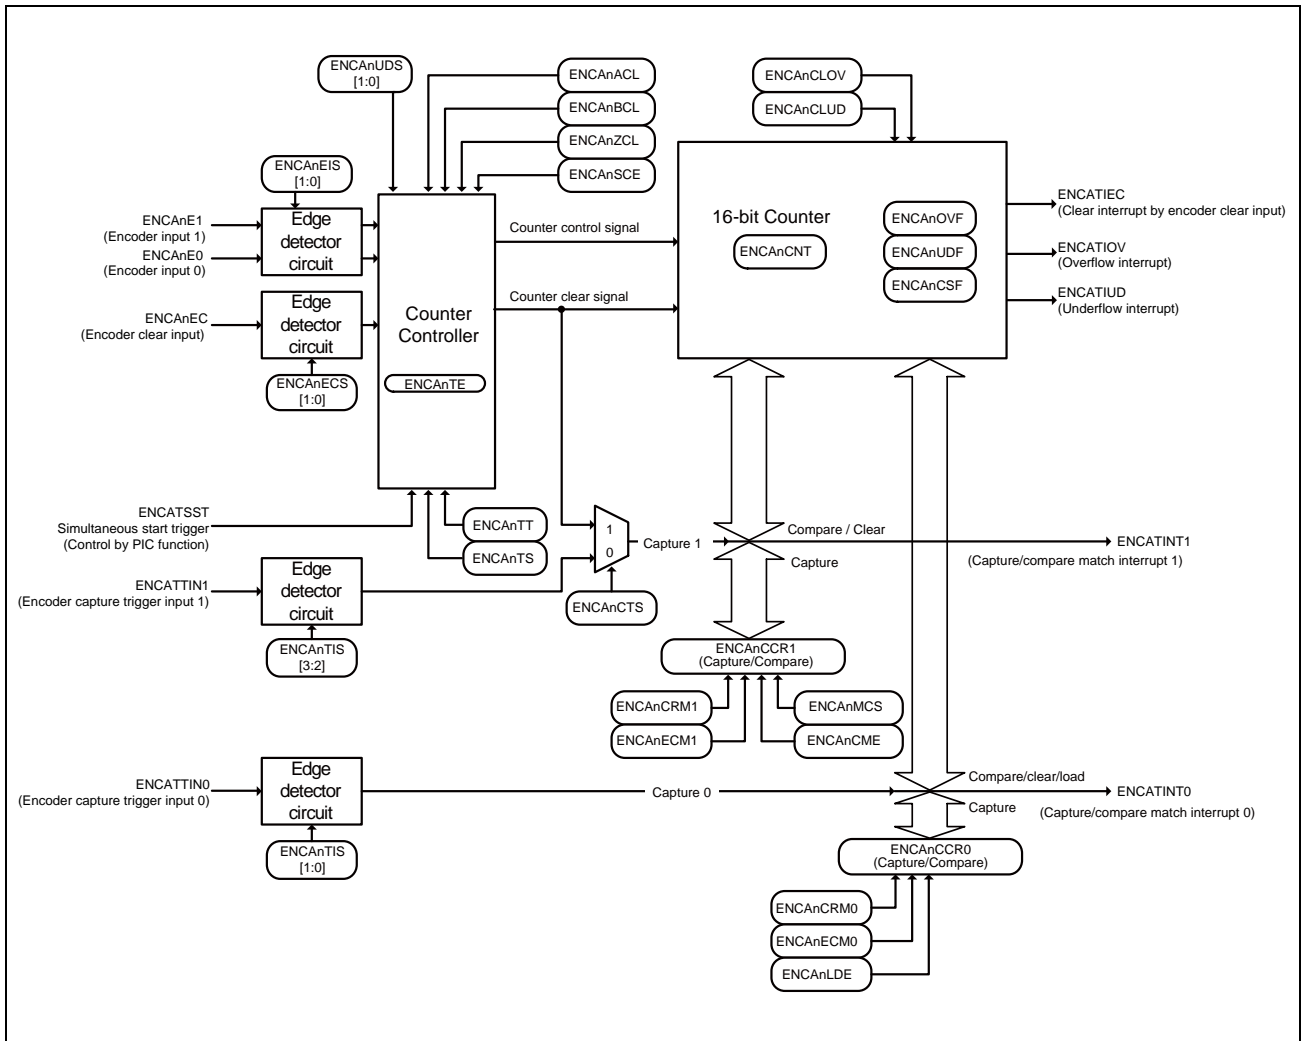 ENCAnUDS
[1:0]
ENCAnACL
ENCAnBCL
ENCAnZCL
ENCAnSCE
ENCAnCLOV
ENCAnCLUD
ENCAnEIS
[1:0]
ENCAnE1
(Encoder input 1)
ENCAnE0
(Encoder input 0)
Edge
detector
circuit
ENCAnEC
(Encoder clear input)
Edge
detector
circuit
ENCAnECS
[1:0]
Counter
Controller
ENCAnTE
Counter control signal
Counter clear signal
16-bit Counter
ENCAnCNT
ENCAnOVF
ENCAnUDF
ENCAnCSF
ENCATIEC
(Clear interrupt by encoder clear input)
ENCATIOV
(Overflow interrupt)
ENCATIUD
(Underflow interrupt)
ENCATSST
Simultaneous start trigger
(Control by PIC function)
ENCAnTT
ENCAnTS
1
0
ENCAnCTS
Capture 1
Compare / Clear
Capture
ENCATINT1
(Capture/compare match interrupt 1)
ENCATTIN1
(Encoder capture trigger input 1)
Edge
detector
circuit
ENCAnTIS
[3:2]
ENCAnCCR1
(Capture/Compare)
ENCAnCRM1
ENCAnECM1
ENCAnMCS
ENCAnCME
ENCATTIN0
(Encoder capture trigger input 0)
Edge
detector
circuit
ENCAnTIS
[1:0]
Capture 0
Compare/clear/load
Capture
ENCATINT0
(Capture/compare match interrupt 0)
ENCAnCCR0
(Capture/Compare)
ENCAnCRM0
ENCAnECM0
ENCAnLDE